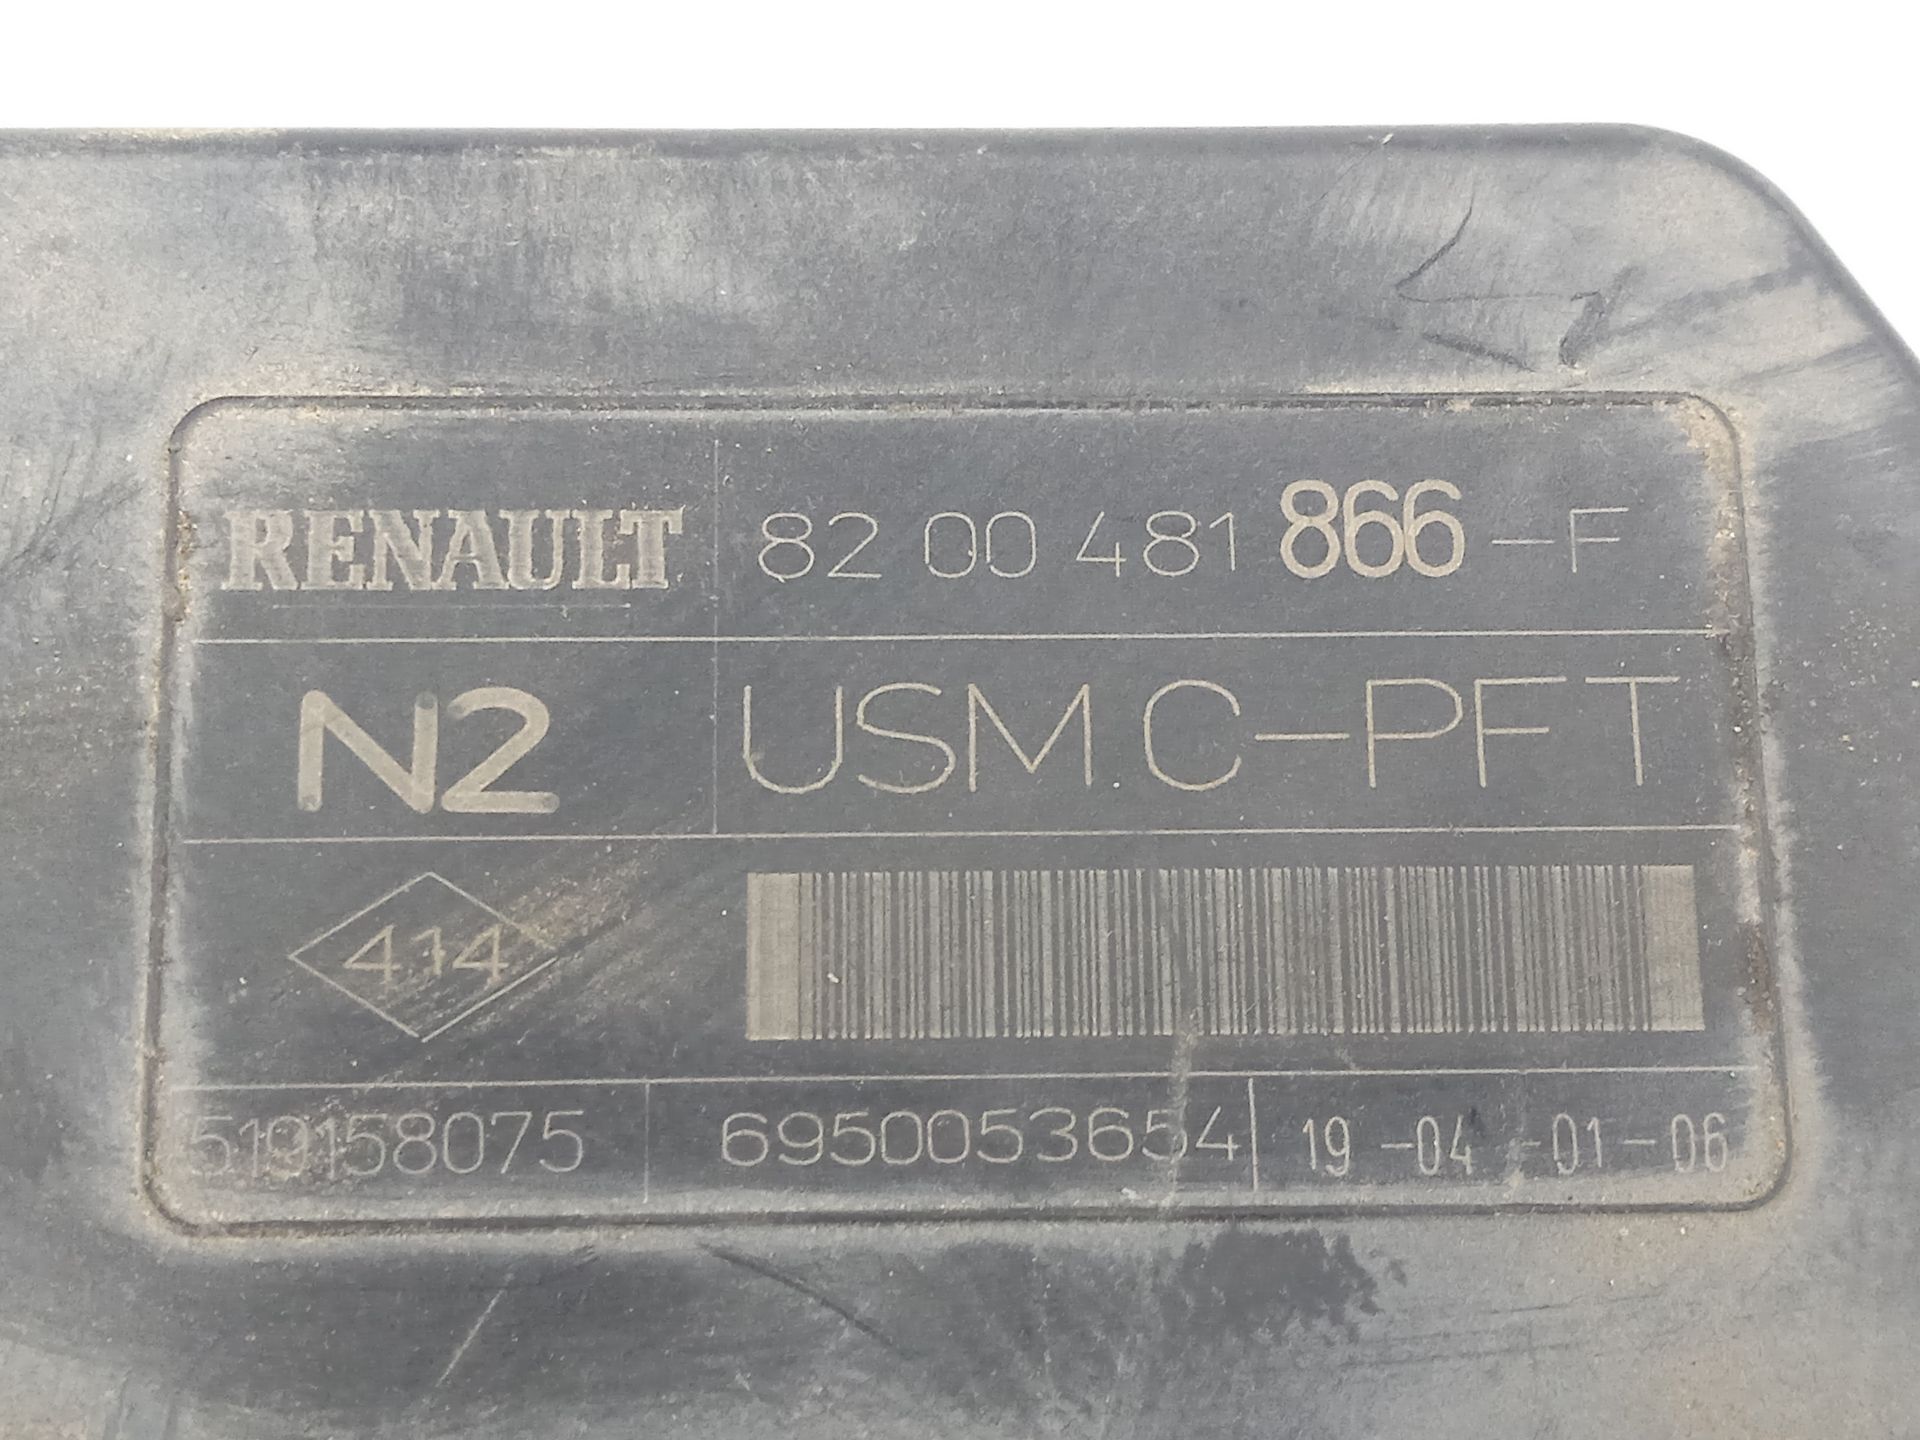 RENAULT 82 00 481 866 -F
N2 USM C-PFT
414
519158075 6950053654 19 -04 -01-06